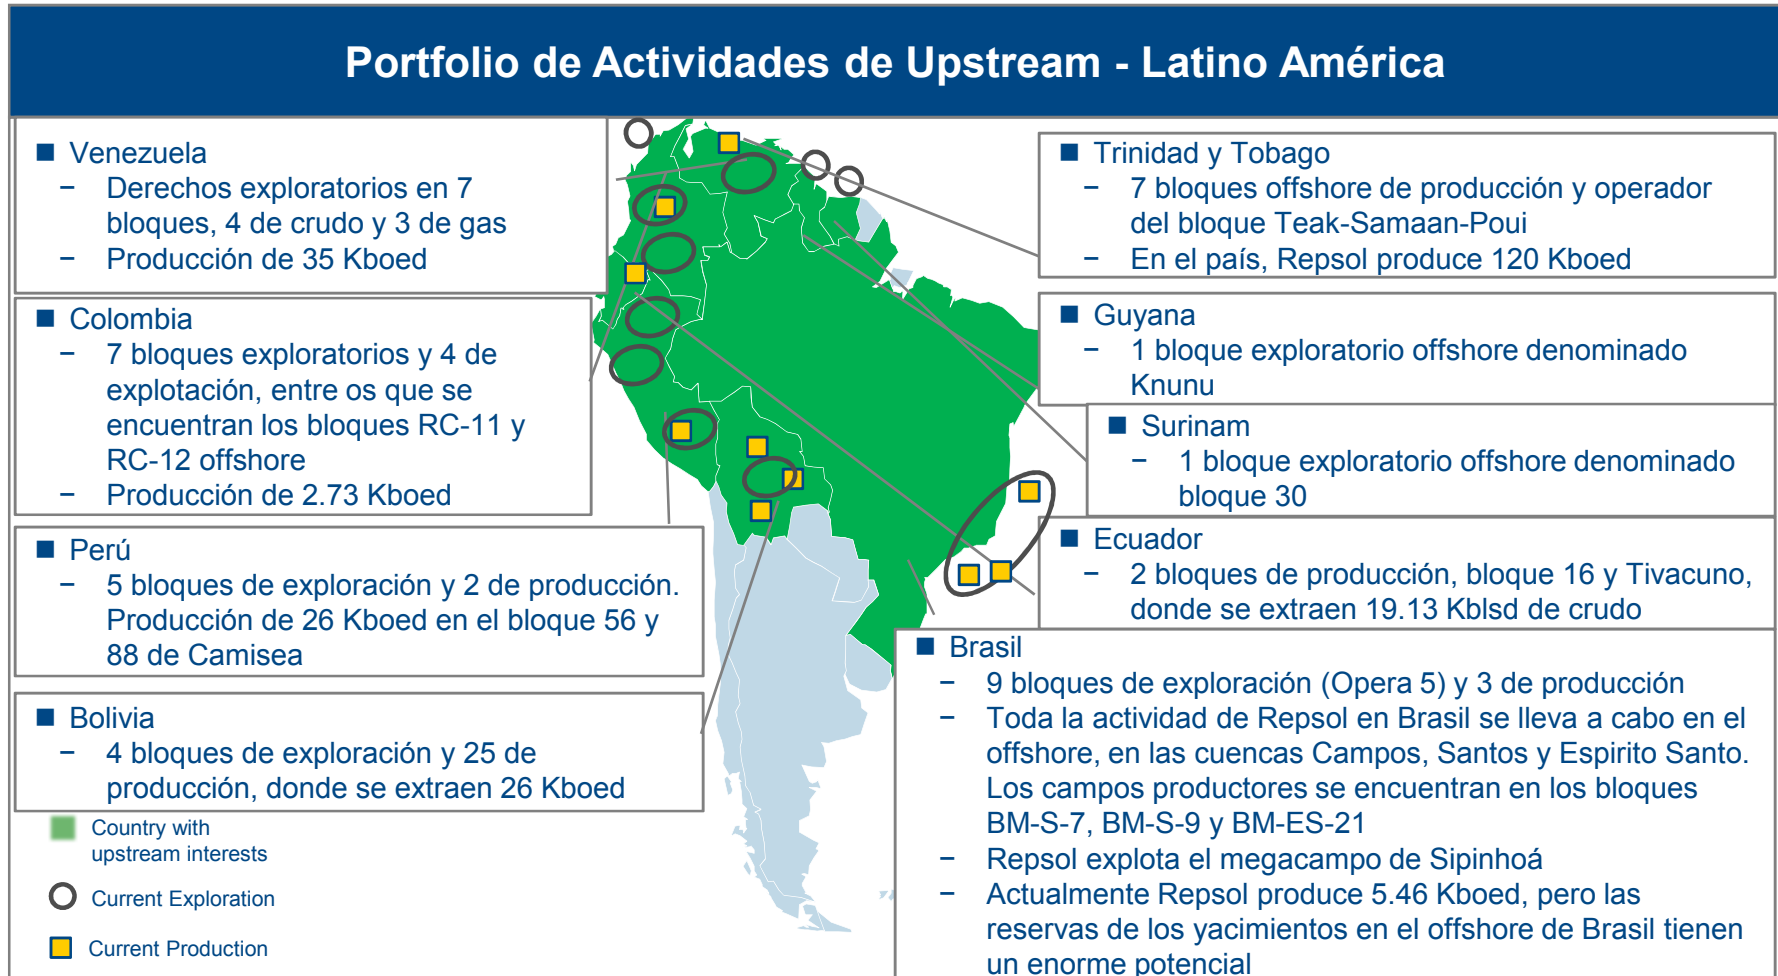 Portfolio de Actividades de Upstream - Latino América
■ Venezuela
− Derechos exploratorios en 7
bloques, 4 de crudo y 3 de gas
− Producción de 35 Kboed
■ Colombia
− 7 bloques exploratorios y 4 de
explotación, entre os que se
encuentran los bloques RC-11 y
RC-12 offshore
− Producción de 2.73 Kboed
■ Perú
− 5 bloques de exploración y 2 de producción.
Producción de 26 Kboed en el bloque 56 y
88 de Camisea
■ Bolivia
− 4 bloques de exploración y 25 de
producción, donde se extraen 26 Kboed
Country with
upstream interests
Current Exploration
Current Production
■ Trinidad y Tobago
− 7 bloques offshore de producción y operador
del bloque Teak-Samaan-Poui
− En el país, Repsol produce 120 Kboed
■ Guyana
− 1 bloque exploratorio offshore denominado
Knunu
■ Surinam
− 1 bloque exploratorio offshore denominado
bloque 30
■ Ecuador
− 2 bloques de producción, bloque 16 y Tivacuno,
donde se extraen 19.13 Kblsd de crudo
■ Brasil
− 9 bloques de exploración (Opera 5) y 3 de producción
− Toda la actividad de Repsol en Brasil se lleva a cabo en el
offshore, en las cuencas Campos, Santos y Espirito Santo.
Los campos productores se encuentran en los bloques
BM-S-7, BM-S-9 y BM-ES-21
− Repsol explota el megacampo de Sipinhoá
− Actualmente Repsol produce 5.46 Kboed, pero las
reservas de los yacimientos en el offshore de Brasil tienen
un enorme potencial